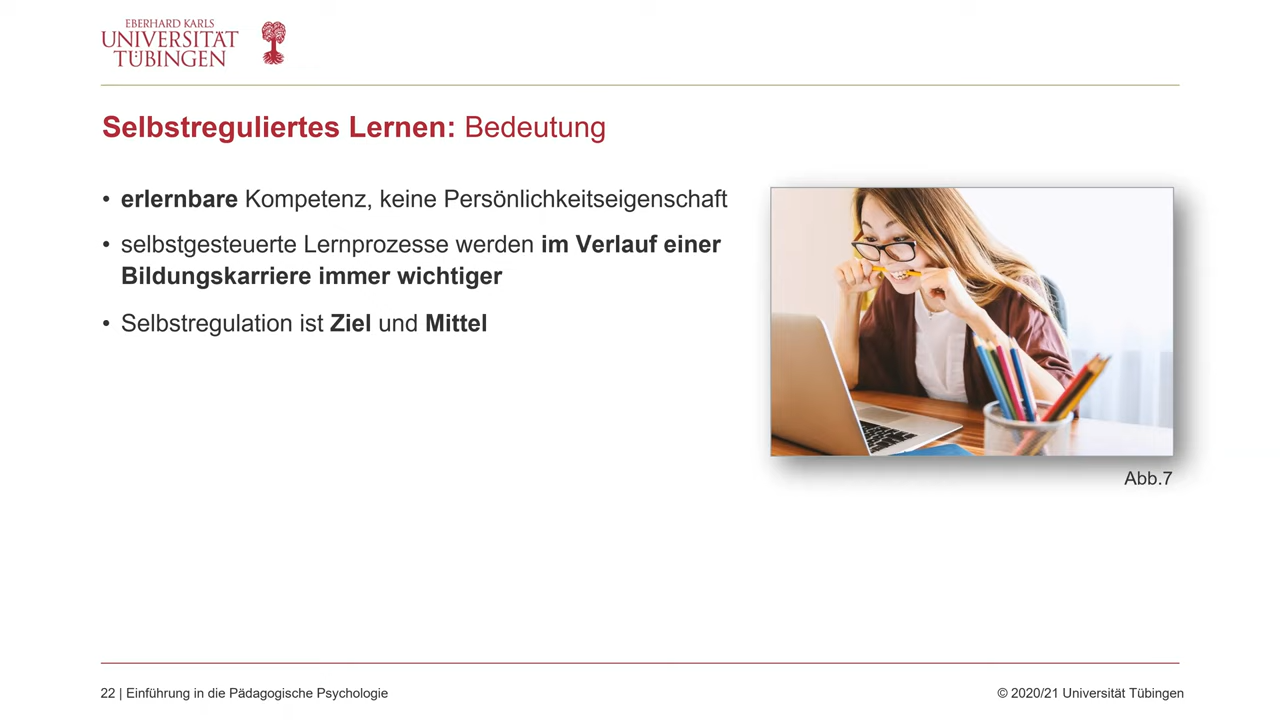 EBERHARD KARLS
UNIVERSITÄT
TÜBINGEN
Selbstreguliertes Lernen: Bedeutung
• erlernbare Kompetenz, keine Persönlichkeitseigenschaft
• selbstgesteuerte Lernprozesse werden im Verlauf einer
Bildungskarriere immer wichtiger
• Selbstregulation ist Ziel und Mittel
Abb.7
22 | Einführung in die Pädagogische Psychologie
© 2020/21 Universität Tübingen